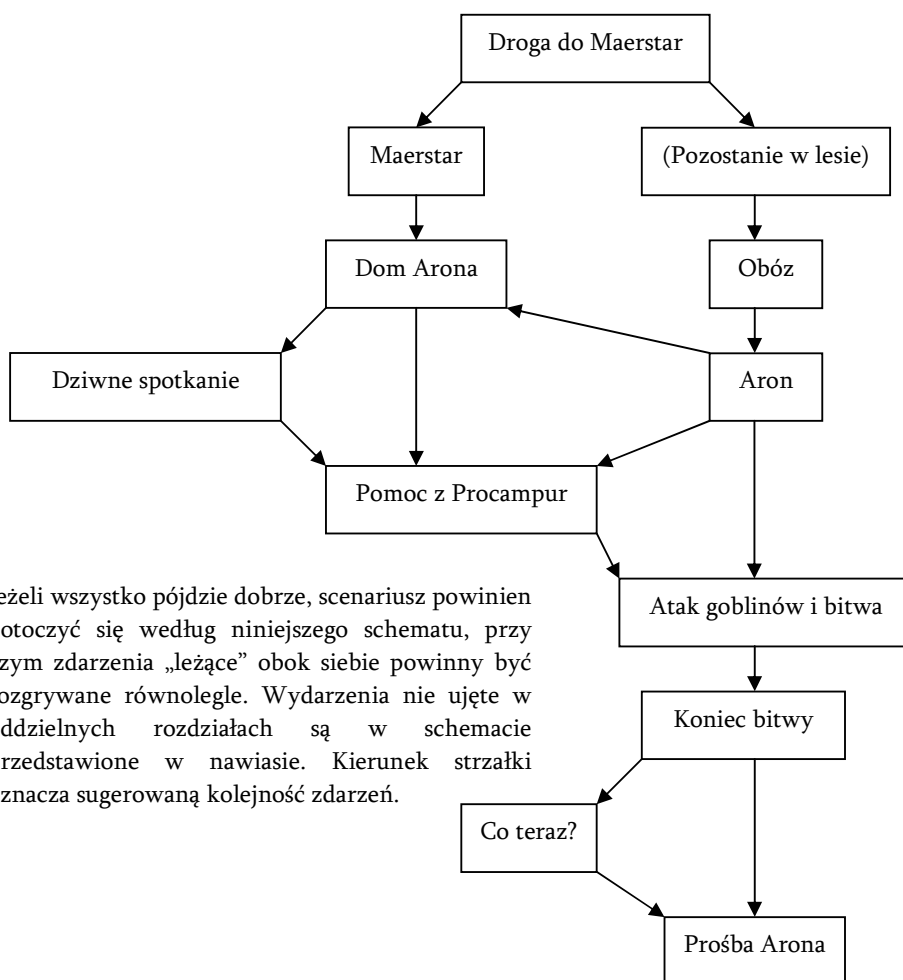 Droga do Maerstar
Maerstar
(Pozostanie w lesie)
Dom Arona
Obóz
Dziwne spotkanie
Aron
Pomoc z Procampur
Atak goblinów i bitwa
eżeli wszystko pójdzie dobrze, scenariusz powinien
otoczyć się według niniejszego schematu, przy
zym zdarzenia „leżące” obok siebie powinny być
ozgrywane równolegle. Wydarzenia nie ujęte w
ddzielnych rozdziałach są w schemacie
rzedstawione w nawiasie. Kierunek strzałki
znacza sugerowaną kolejność zdarzeń.
Koniec bitwy
Co teraz?
Prośba Arona